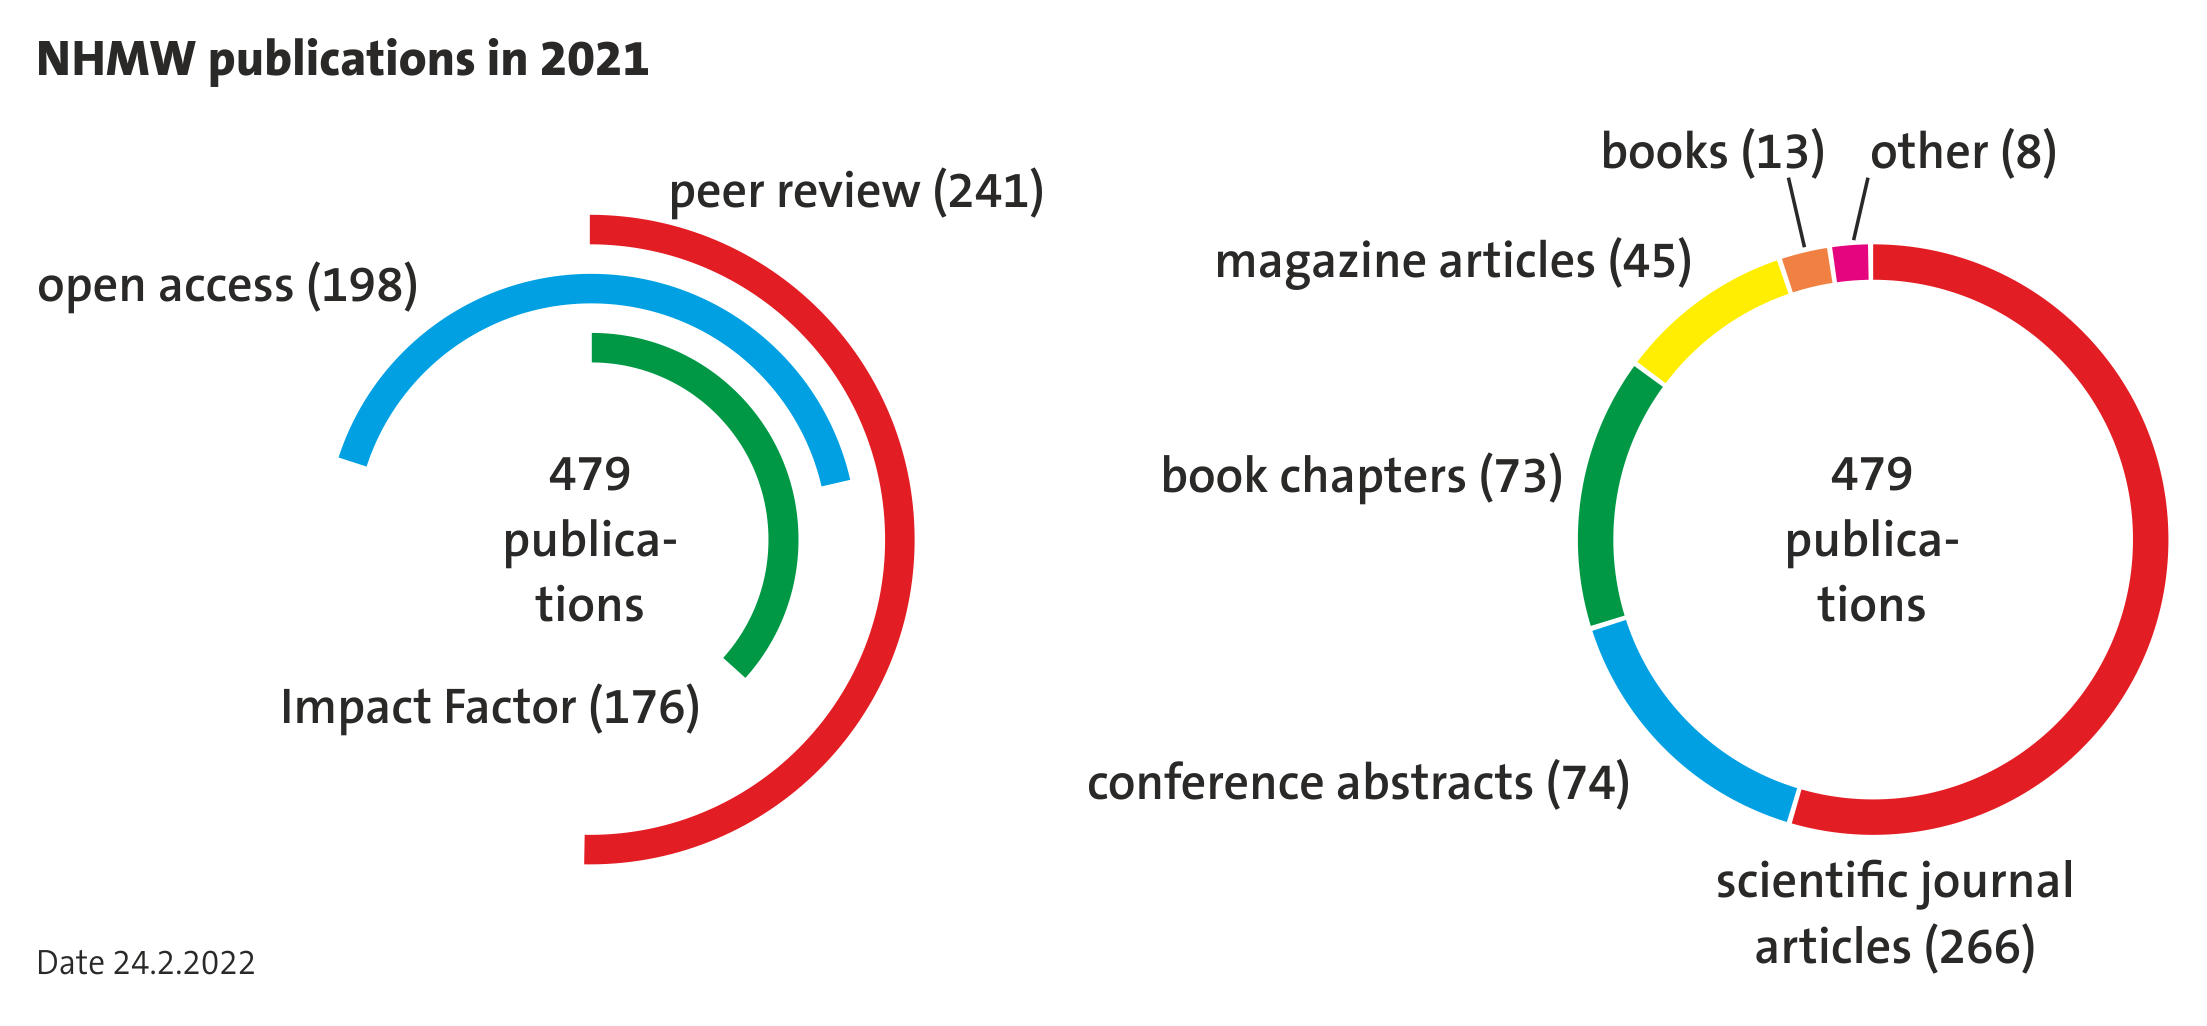 NHMW publications in 2021
peer review (241)
open access (198)
479
publica-
tions
Impact Factor (176)
books (13)
other (8)
magazine articles (45)
book chapters (73)
479
publica-
tions
conference abstracts (74)
scientific journal
articles (266)
Date 24.2.2022